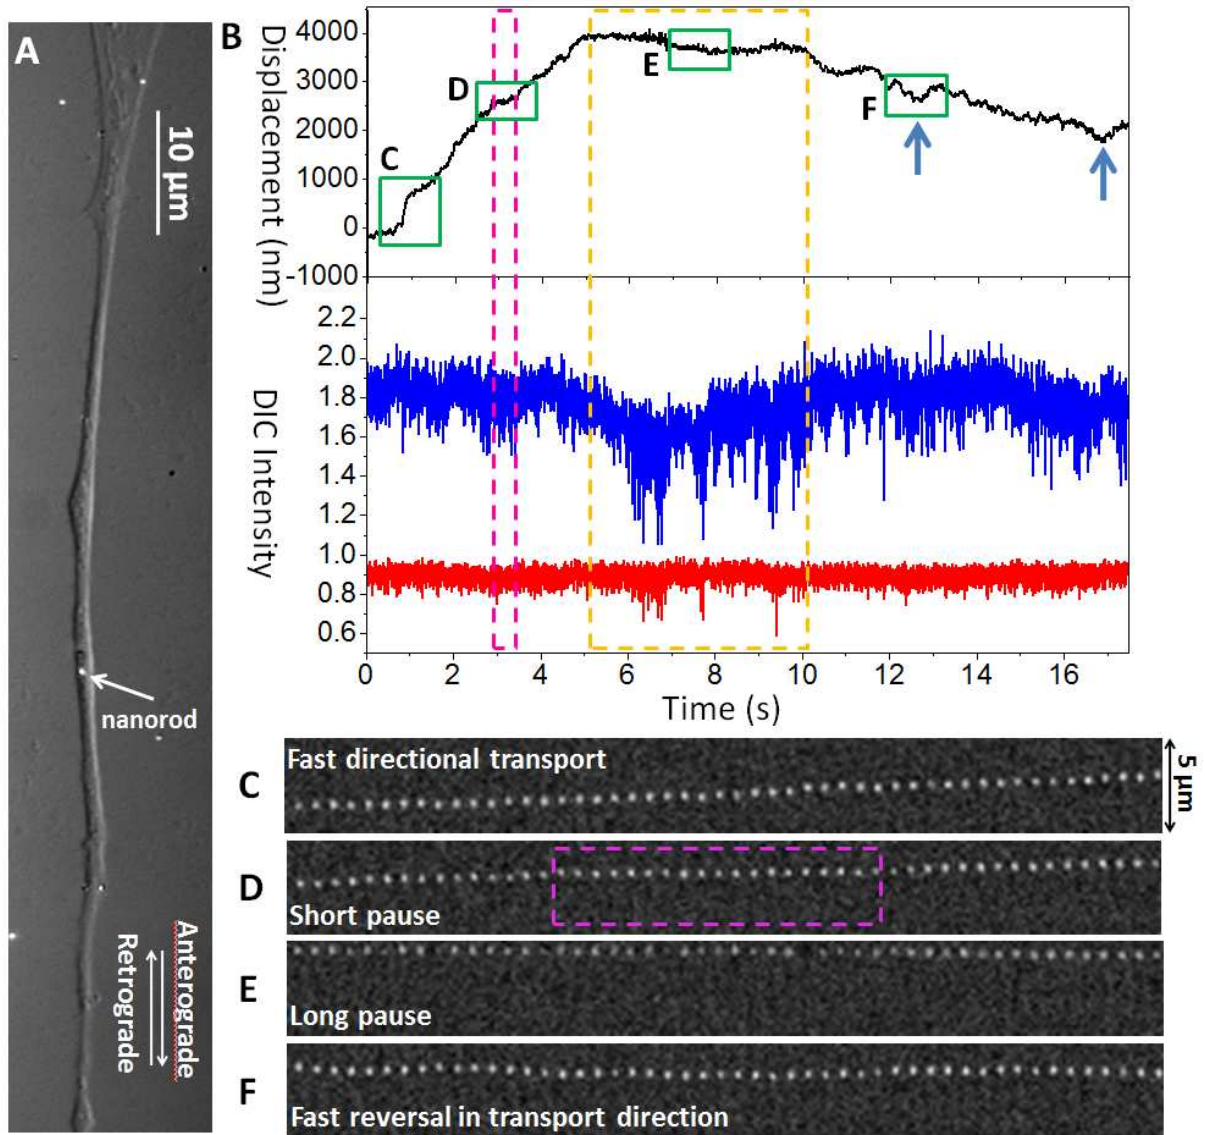 A
10 µm
nanorod
Anterograde
Retrograde
B
Displacement (nm)
4000
3000
2000
1000
0
-1000
C
D
E
F
DIC Intensity
2.2
2.0
1.8
1.6
1.4
1.2
1.0
0.8
0.6
0 2 4 6 8 10 12 14 16
Time (s)
C
Fast directional transport
5 µm
D
Short pause
E
Long pause
F
Fast reversal in transport direction